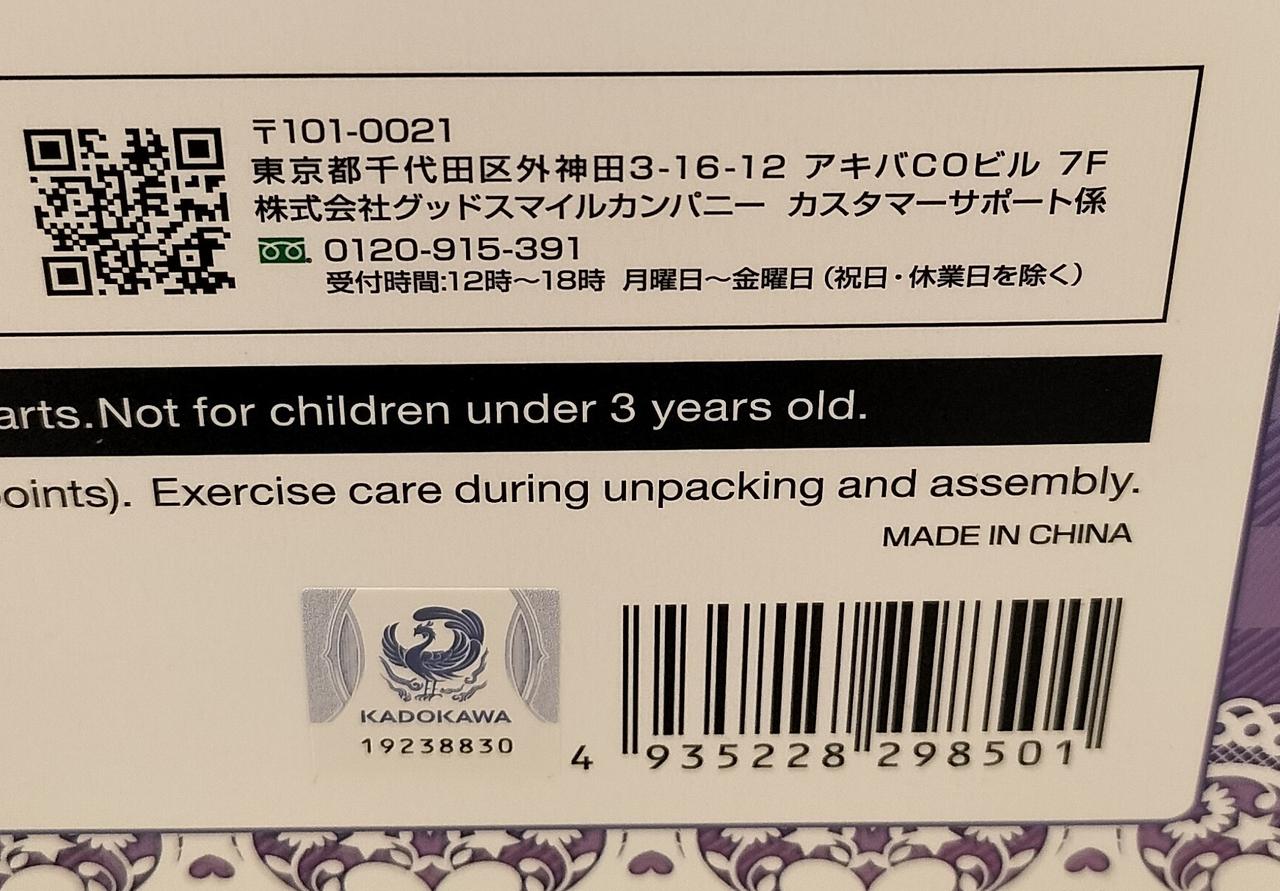 〒101-0021
東京都千代田区外神田3-16-12 アキバCOビル 7F
株式会社グッドスマイルカンパニー カスタマーサポート係
0120-915-391
受付時間:12時〜18時 月曜日〜金曜日(祝日・休業日を除く)
arts.Not for children under 3 years old.
points). Exercise care during unpacking and assembly.
MADE IN CHINA
KADOKAWA
19238830
4 935228 298501